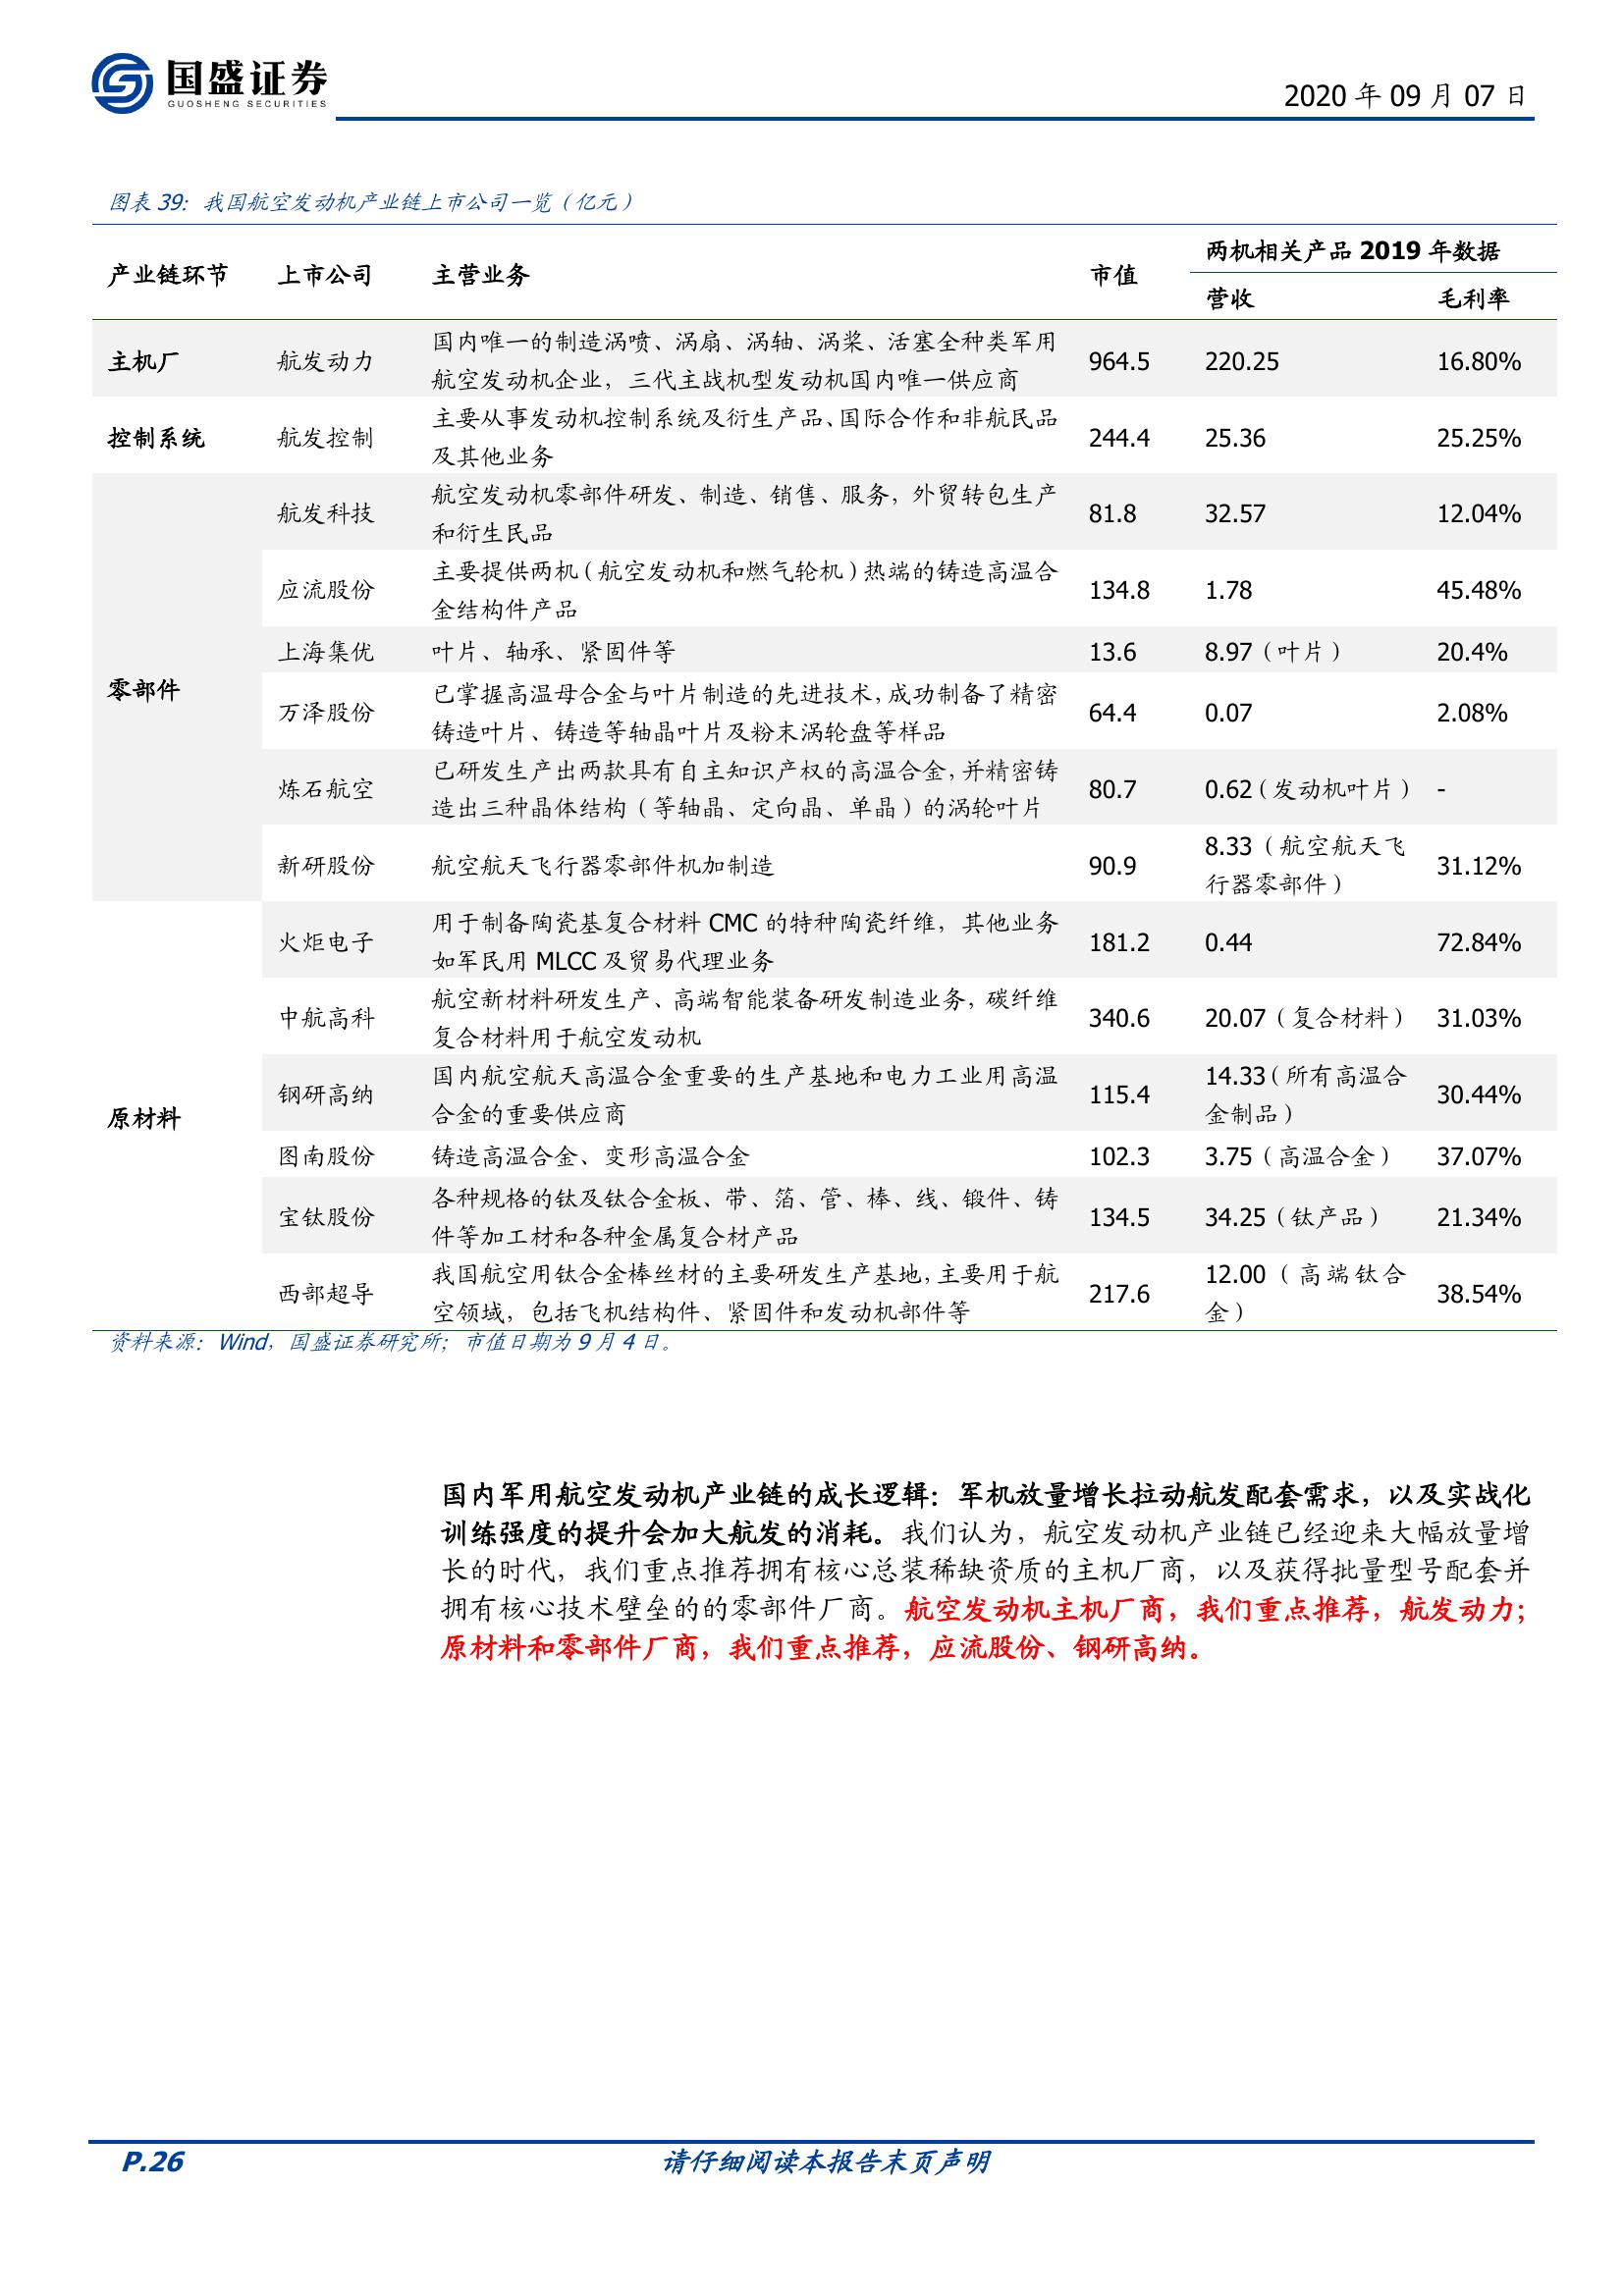 国盛证券
GUOSHENG SECURITIES
2020 年 09 月 07 日
图表 39: 我国航空发动机产业链上市公司一览（亿元）
产业链环节 上市公司 主营业务 市值 两机相关产品 2019 年数据
营收 毛利率
主机厂 航发动力 国内唯一的制造涡喷、涡扇、涡轴、涡桨、活塞全种类军用
航空发动机企业，三代主战机型发动机国内唯一供应商 964.5 220.25 16.80%
控制系统 航发控制 主要从事发动机控制系统及衍生产品、国际合作和非航民品
及其他业务 244.4 25.36 25.25%
零部件 航发科技 航空发动机零部件研发、制造、销售、服务，外贸转包生产
和衍生民品 81.8 32.57 12.04%
应流股份 主要提供两机（航空发动机和燃气轮机）热端的铸造高温合
金结构件产品 134.8 1.78 45.48%
上海集优 叶片、轴承、紧固件等 13.6 8.97（叶片） 20.4%
万泽股份 已掌握高温母合金与叶片制造的先进技术，成功制备了精密
铸造叶片、铸造等轴晶叶片及粉末涡轮盘等样品 64.4 0.07 2.08%
炼石航空 已研发生产出两款具有自主知识产权的高温合金，并精密铸
造出三种晶体结构（等轴晶、定向晶、单晶）的涡轮叶片 80.7 0.62（发动机叶片） -
新研股份 航空航天飞行器零部件机加制造 90.9 8.33（航空航天飞
行器零部件） 31.12%
原材料 火炬电子 用于制备陶瓷基复合材料 CMC 的特种陶瓷纤维，其他业务
如军民用 MLCC 及贸易代理业务 181.2 0.44 72.84%
中航高科 航空新材料研发生产、高端智能装备研发制造业务，碳纤维
复合材料用于航空发动机 340.6 20.07（复合材料） 31.03%
钢研高纳 国内航空航天高温合金重要的生产基地和电力工业用高温
合金的重要供应商 115.4 14.33（所有高温合
金制品） 30.44%
图南股份 铸造高温合金、变形高温合金 102.3 3.75（高温合金） 37.07%
宝钛股份 各种规格的钛及钛合金板、带、箔、管、棒、线、锻件、铸
件等加工材和各种金属复合材产品 134.5 34.25（钛产品） 21.34%
西部超导 我国航空用钛合金棒丝材的主要研发生产基地，主要用于航
空领域，包括飞机结构件、紧固件和发动机部件等 217.6 12.00（高端钛合
金） 38.54%
资料来源：Wind，国盛证券研究所；市值日期为 9 月 4 日。
国内军用航空发动机产业链的成长逻辑：军机放量增长拉动航发配套需求，以及实战化
训练强度的提升会加大航发的消耗。我们认为，航空发动机产业链已经迎来大幅放量增
长的时代，我们重点推荐拥有核心总装稀缺资质的主机厂商，以及获得批量型号配套并
拥有核心技术壁垒的的零部件厂商。航空发动机主机厂商，我们重点推荐，航发动力；
原材料和零部件厂商，我们重点推荐，应流股份、钢研高纳。
P.26 请仔细阅读本报告末页声明